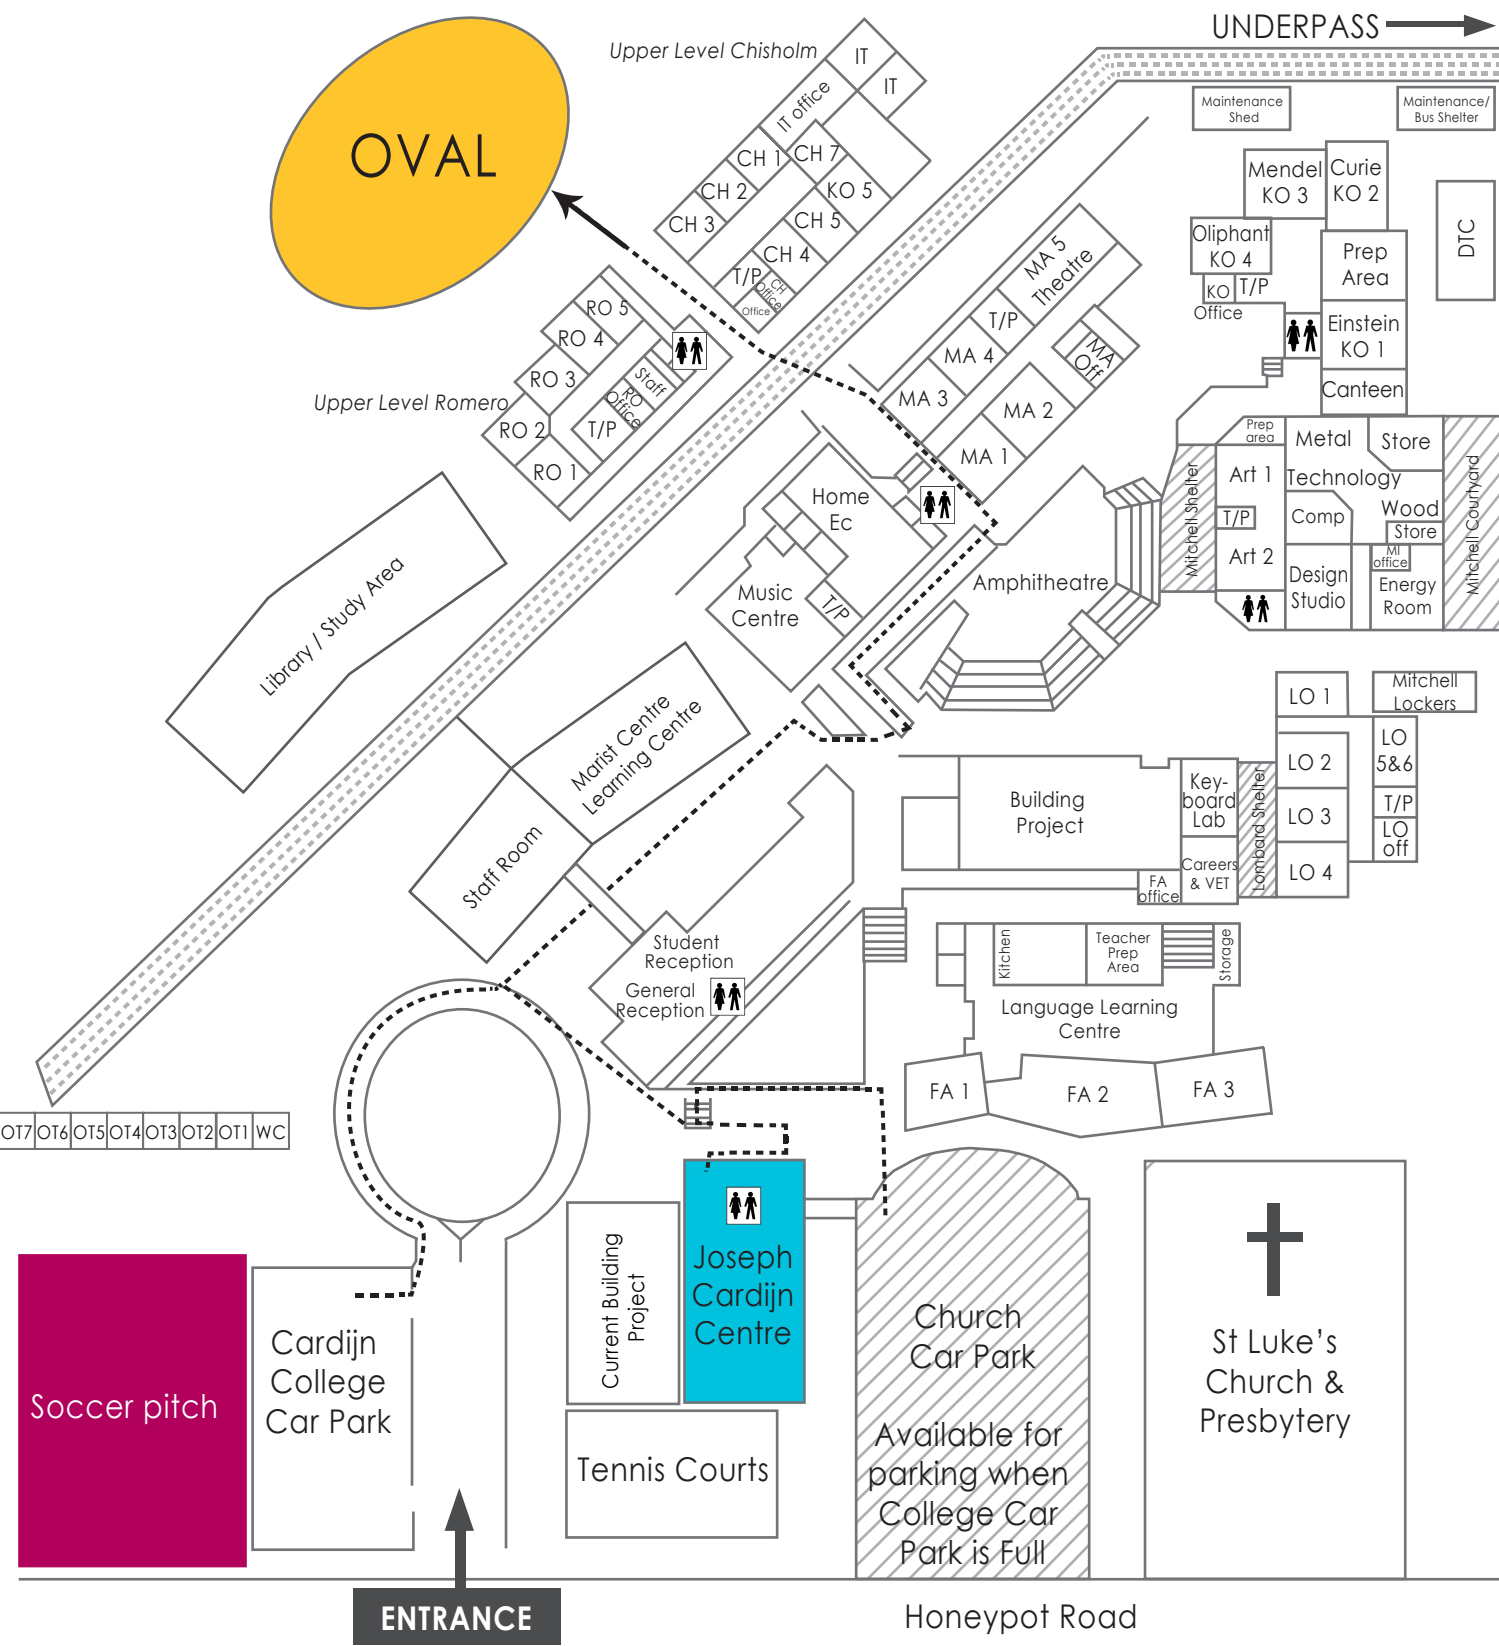 UNDERPASS
Upper Level Chisholm
IT
IT
IT office
CH 7
CH 1
CH 2
CH 3
KO 5
CH 5
CH 4
T/P
CH
Office
Office
OVAL
Maintenance
Shed
Maintenance/
Bus Shelter
Mendel
KO 3
Curie
KO 2
DTC
Oliphant
KO 4
KO
Office
T/P
Prep
Area
Einstein
KO 1
Canteen
MA 5
Theatre
T/P
MA 4
MA 3
MA Off
MA 2
MA 1
RO 5
RO 4
RO 3
Upper Level Romero
RO 2
RO 1
Staff
RO
Office
T/P
Prep
area
Metal
Store
Technology
Art 1
Wood
T/P
Comp
Store
Art 2
MI
office
Design
Studio
Energy
Room
Mitchell Shelter
Mitchell Courtyard
Home
Ec
Music
Centre
T/P
Amphitheatre
Library / Study Area
Marist Centre
Learning Centre
Staff Room
LO 1
Mitchell
Lockers
LO 2
LO
5&6
LO 3
T/P
LO
off
LO 4
Building
Project
Key-
board
Lab
Lombard Shelter
Careers
& VET
FA
office
Student
Reception
General
Reception
Kitchen
Teacher
Prep
Area
Storage
Language Learning
Centre
FA 1
FA 2
FA 3
OT7
OT6
OT5
OT4
OT3
OT2
OT1
WC
Soccer pitch
Cardijn
College
Car Park
Current Building
Project
Joseph
Cardijn
Centre
Tennis Courts
Church
Car Park
Available for
parking when
College Car
Park is Full
St Luke’s
Church &
Presbytery
ENTRANCE
Honeypot Road